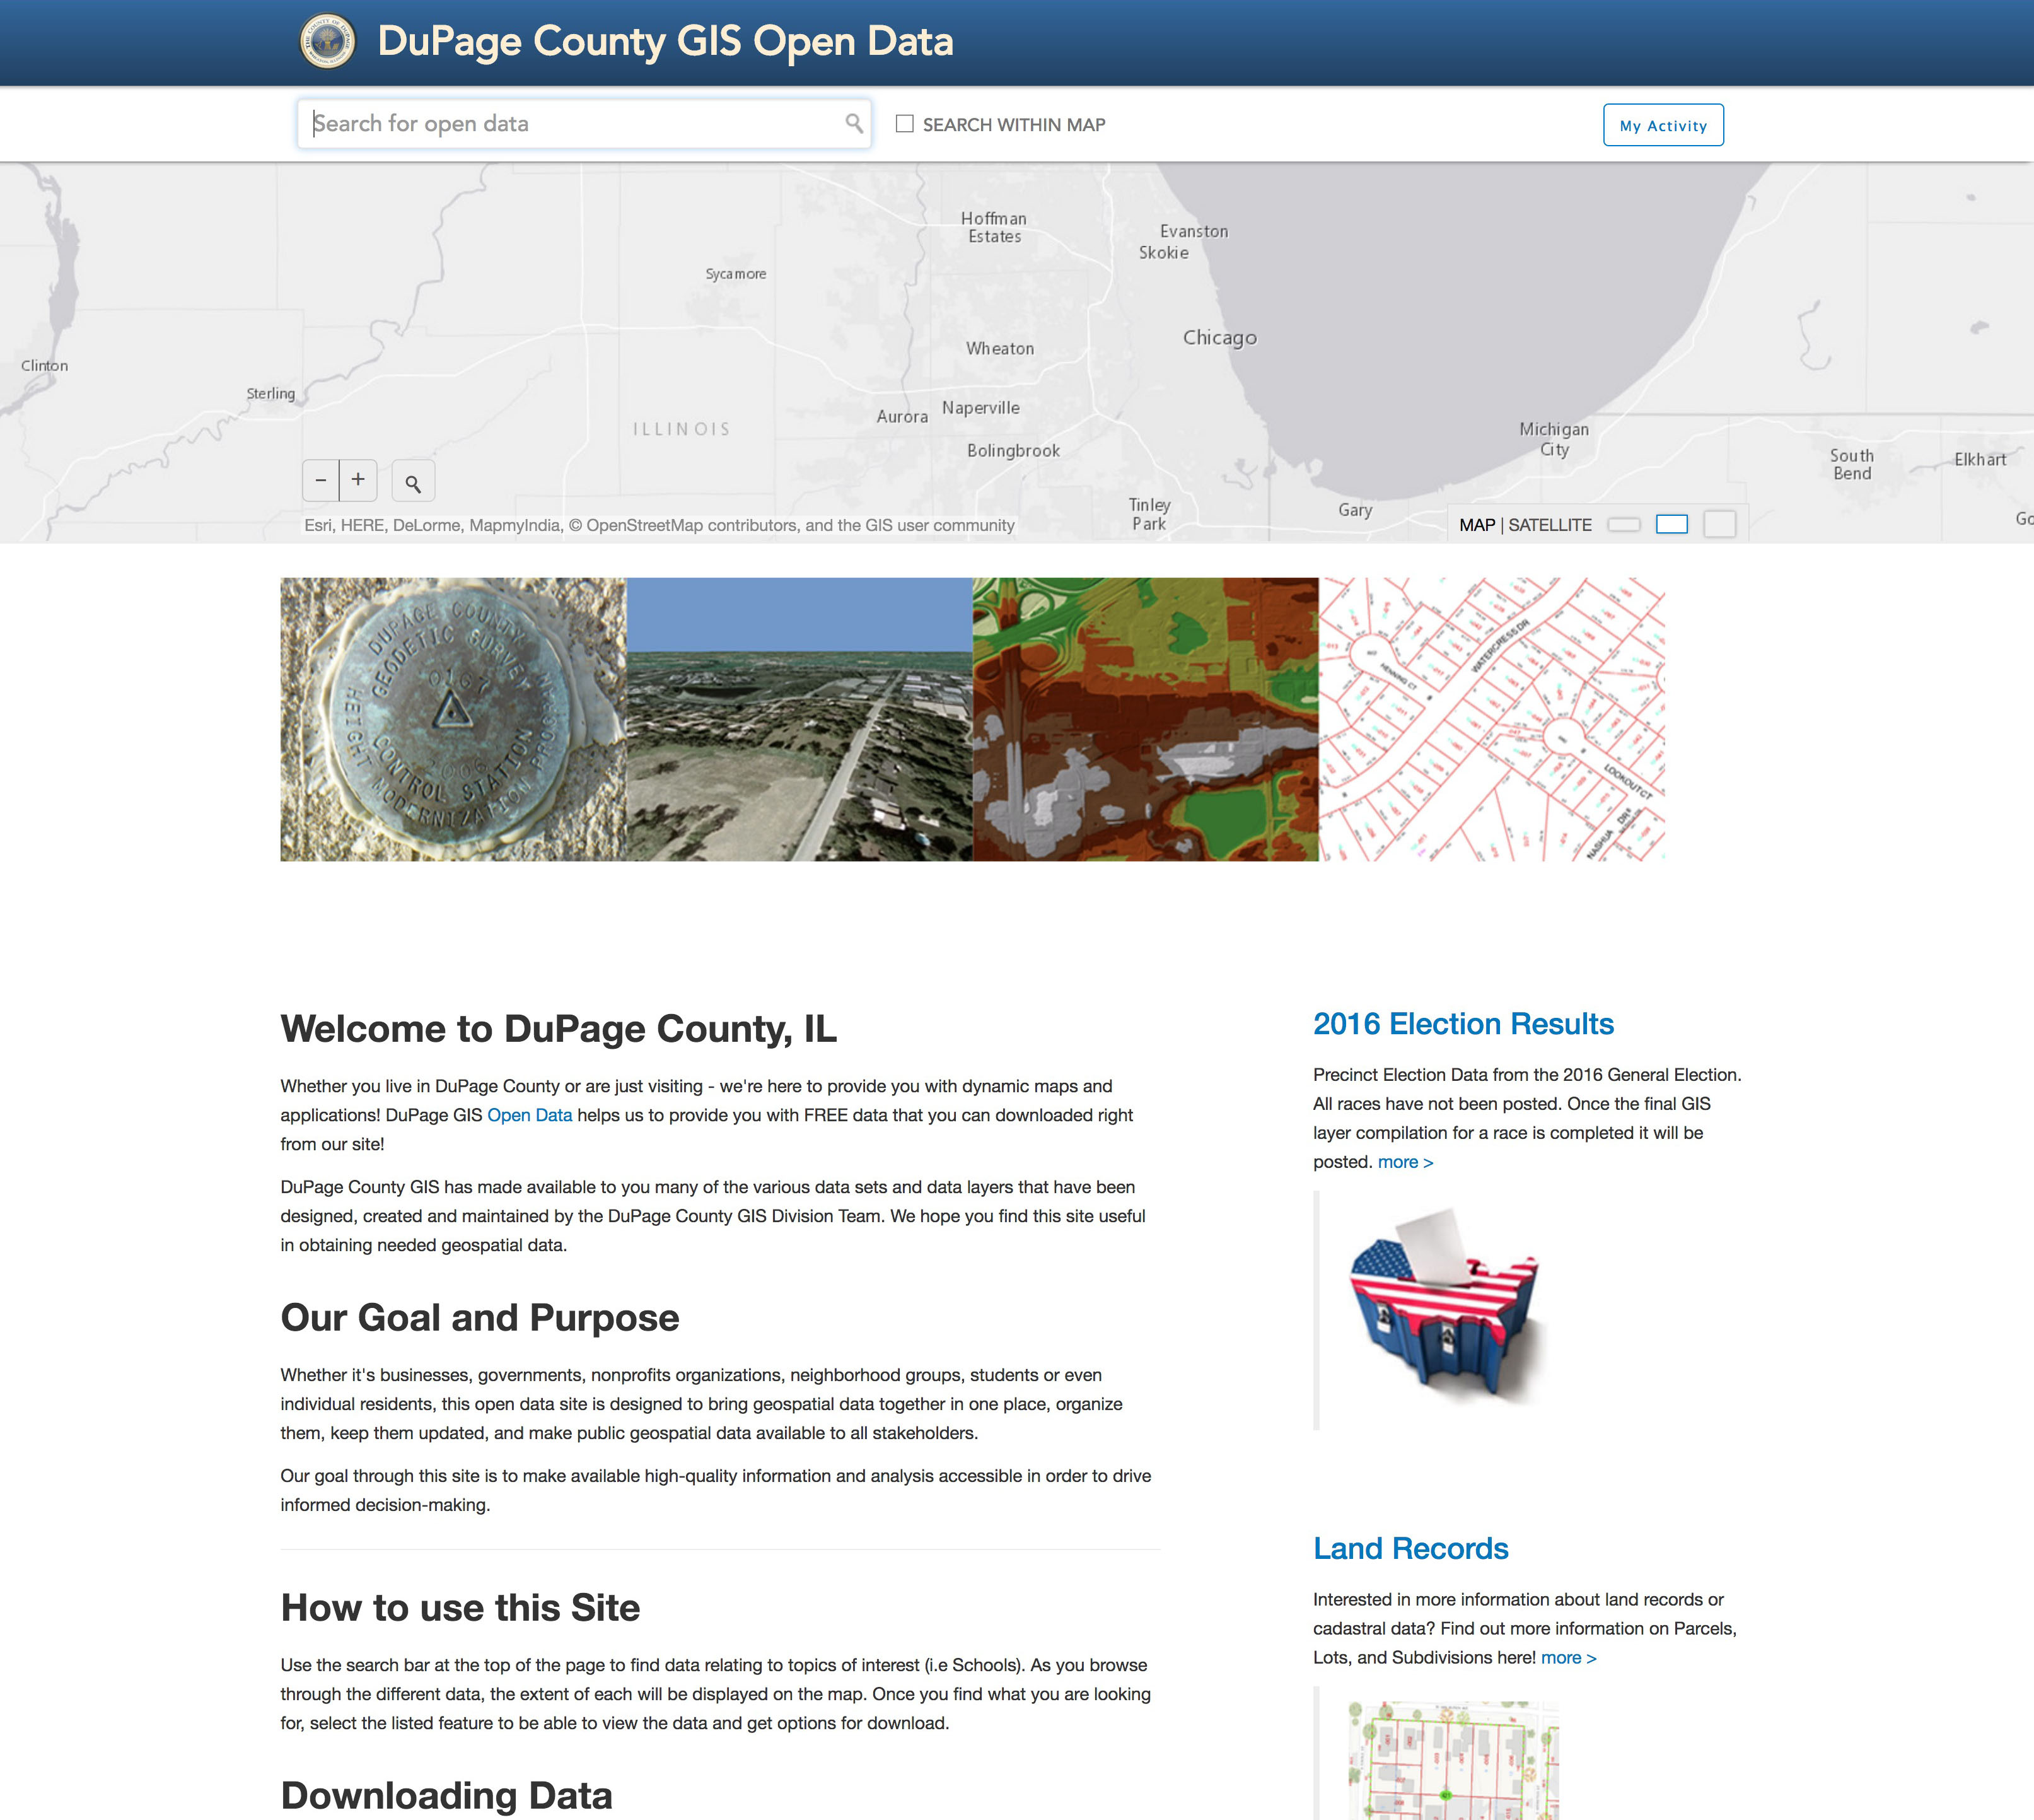 DuPage County GIS Open Data
Search for open data
SEARCH WITHIN MAP
My Activity
Hoffman
Estates
Evanston
Skokie
Sycamore
Chicago
Wheaton
Clinton
Sterling
Naperville
Aurora
ILLINOIS
Bolingbrook
Michigan
City
South
Bend
Elkhart
Tinley
Park
Gary
Go
− +
Esri, HERE, DeLorme, MapmyIndia, © OpenStreetMap contributors, and the GIS user community
MAP | SATELLITE
DUPAGE COUNTY
GEODETIC SURVEY
0167
CONTROL STATION
2006
HEIGHT MODERNIZATION
WATERCRESS DR
HENNING CT
LOOKOUT CT
NASHUA DR
Welcome to DuPage County, IL
Whether you live in DuPage County or are just visiting - we're here to provide you with dynamic maps and
applications! DuPage GIS Open Data helps us to provide you with FREE data that you can downloaded right
from our site!
DuPage County GIS has made available to you many of the various data sets and data layers that have been
designed, created and maintained by the DuPage County GIS Division Team. We hope you find this site useful
in obtaining needed geospatial data.
Our Goal and Purpose
Whether it's businesses, governments, nonprofits organizations, neighborhood groups, students or even
individual residents, this open data site is designed to bring geospatial data together in one place, organize
them, keep them updated, and make public geospatial data available to all stakeholders.
Our goal through this site is to make available high-quality information and analysis accessible in order to drive
informed decision-making.
How to use this Site
Use the search bar at the top of the page to find data relating to topics of interest (i.e Schools). As you browse
through the different data, the extent of each will be displayed on the map. Once you find what you are looking
for, select the listed feature to be able to view the data and get options for download.
Downloading Data
2016 Election Results
Precinct Election Data from the 2016 General Election.
All races have not been posted. Once the final GIS
layer compilation for a race is completed it will be
posted. more >
Land Records
Interested in more information about land records or
cadastral data? Find out more information on Parcels,
Lots, and Subdivisions here! more >